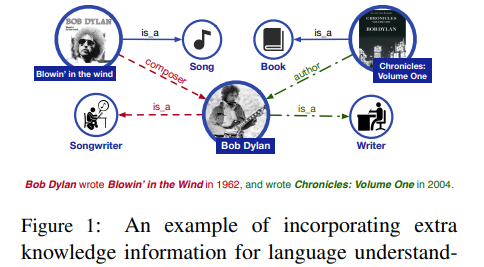 BOB DYLAN
CHRONICLES
VOLUME ONE
BOB DYLAN
is_a
is_a
Blowin' in the wind
Song
Book
Chronicles:
Volume One
composer
author
is_a
is_a
Songwriter
Bob Dylan
Writer
Bob Dylan wrote Blowin' in the Wind in 1962, and wrote Chronicles: Volume One in 2004.
Figure 1: An example of incorporating extra
knowledge information for language understand-